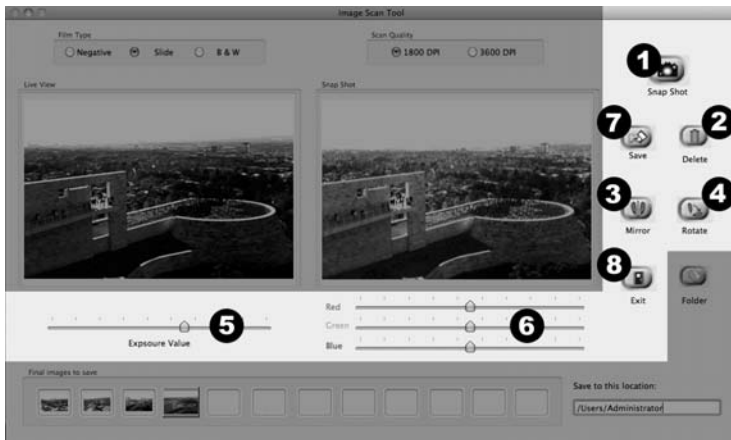 Image Scan Tool
Film Type
Negative Slide B & W
Scan Quality
1800 DPI 3600 DPI
Live View
Snap Shot
1
Snap Shot
7
Save
2
Delete
3
Mirror
4
Rotate
8
Exit
Folder
5
Expsoure Value
Red
Green
Blue
6
Final images to save
Save to this location:
/Users/Administrator